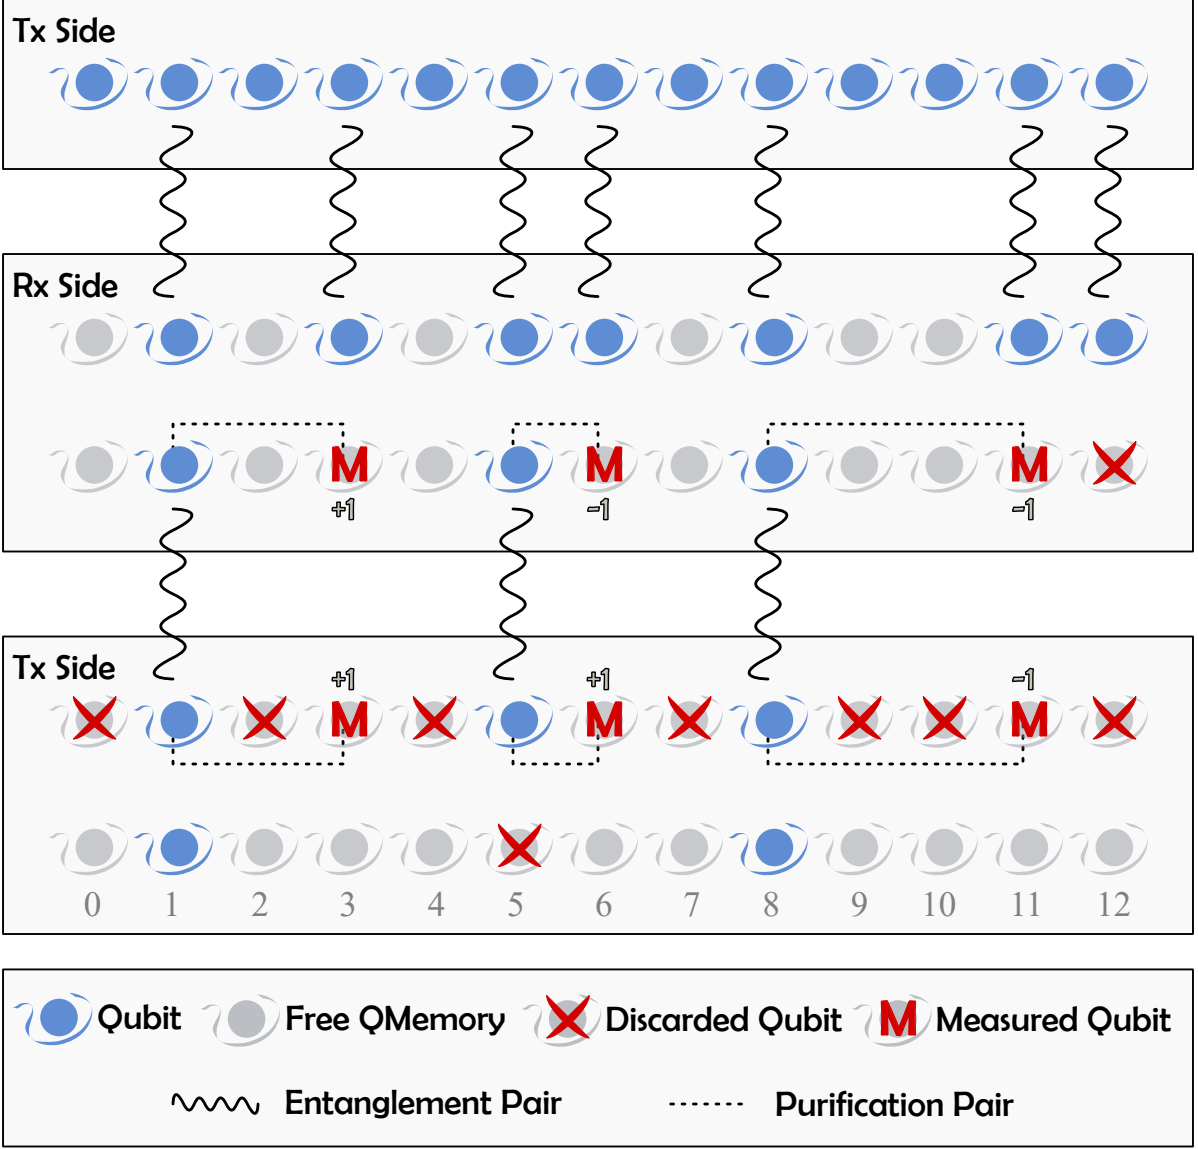 Tx Side
Rx Side
M M M
+1 -1 -1
Tx Side
+1 +1 -1
M M M
0 1 2 3 4 5 6 7 8 9 10 11 12
Qubit Free QMemory Discarded Qubit M Measured Qubit
Entanglement Pair Purification Pair